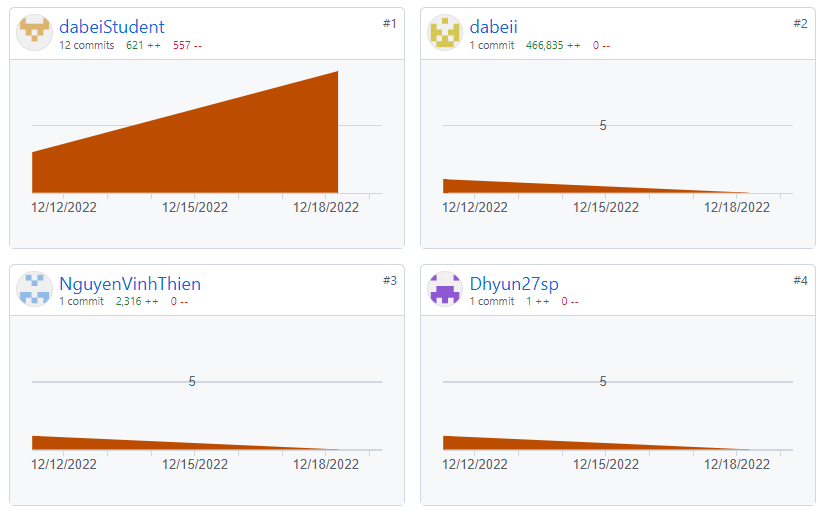 dabeiStudent #1
12 commits 621 ++ 557 --
12/12/2022 12/15/2022 12/18/2022
dabeii #2
1 commit 466,835 ++ 0 --
5
12/12/2022 12/15/2022 12/18/2022
NguyenVinhThien #3
1 commit 2,316 ++ 0 --
5
12/12/2022 12/15/2022 12/18/2022
Dhyun27sp #4
1 commit 1 ++ 0 --
5
12/12/2022 12/15/2022 12/18/2022